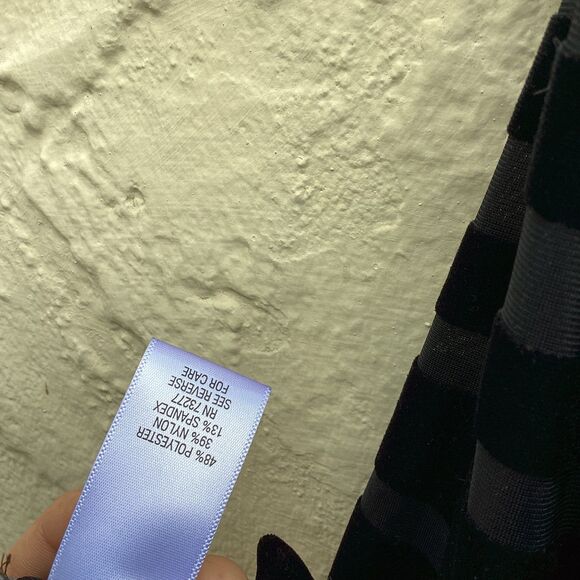 48% POLYESTER
39% NYLON
13% SPANDEX
RN 73277
SEE REVERSE
FOR CARE